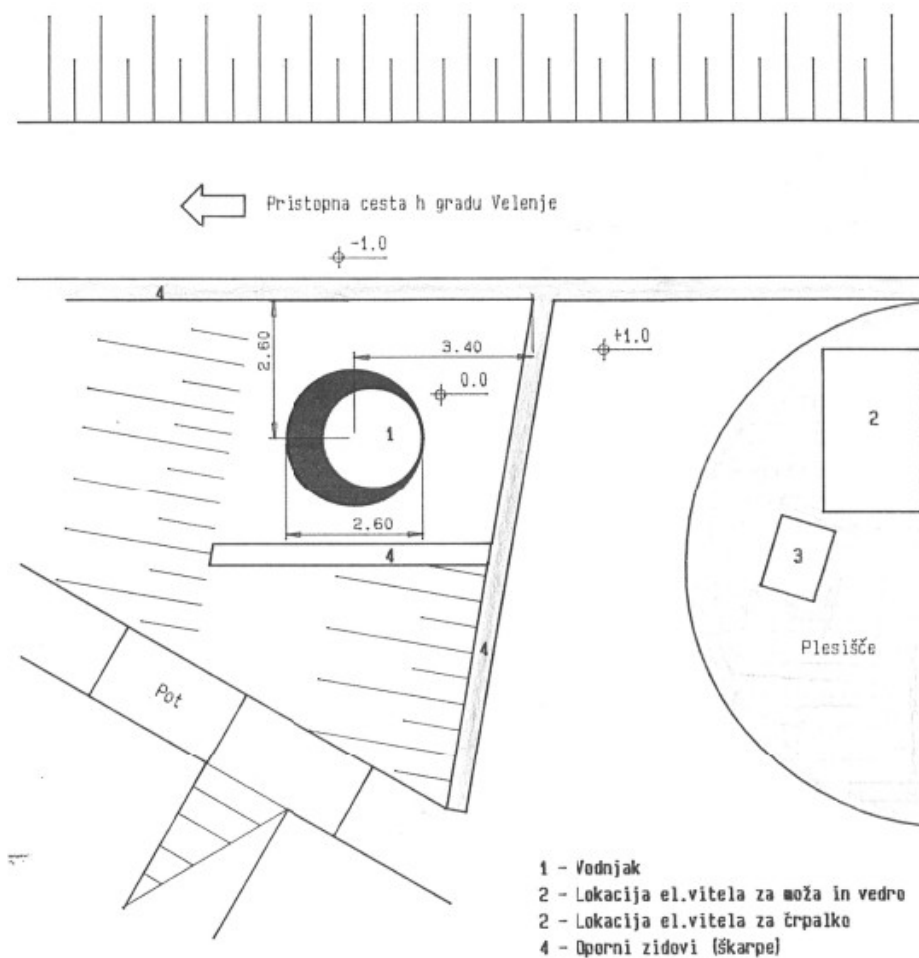 Pristopna cesta h gradu Velenje
-1.0
4
2.60
3.40
+1.0
0.0
1
2
2.60
4
3
4
Plesišče
Pot
1 - Vodnjak
2 - Lokacija el.vitela za moža in vedro
2 - Lokacija el.vitela za črpalko
4 - Oporni zidovi (škarpe)